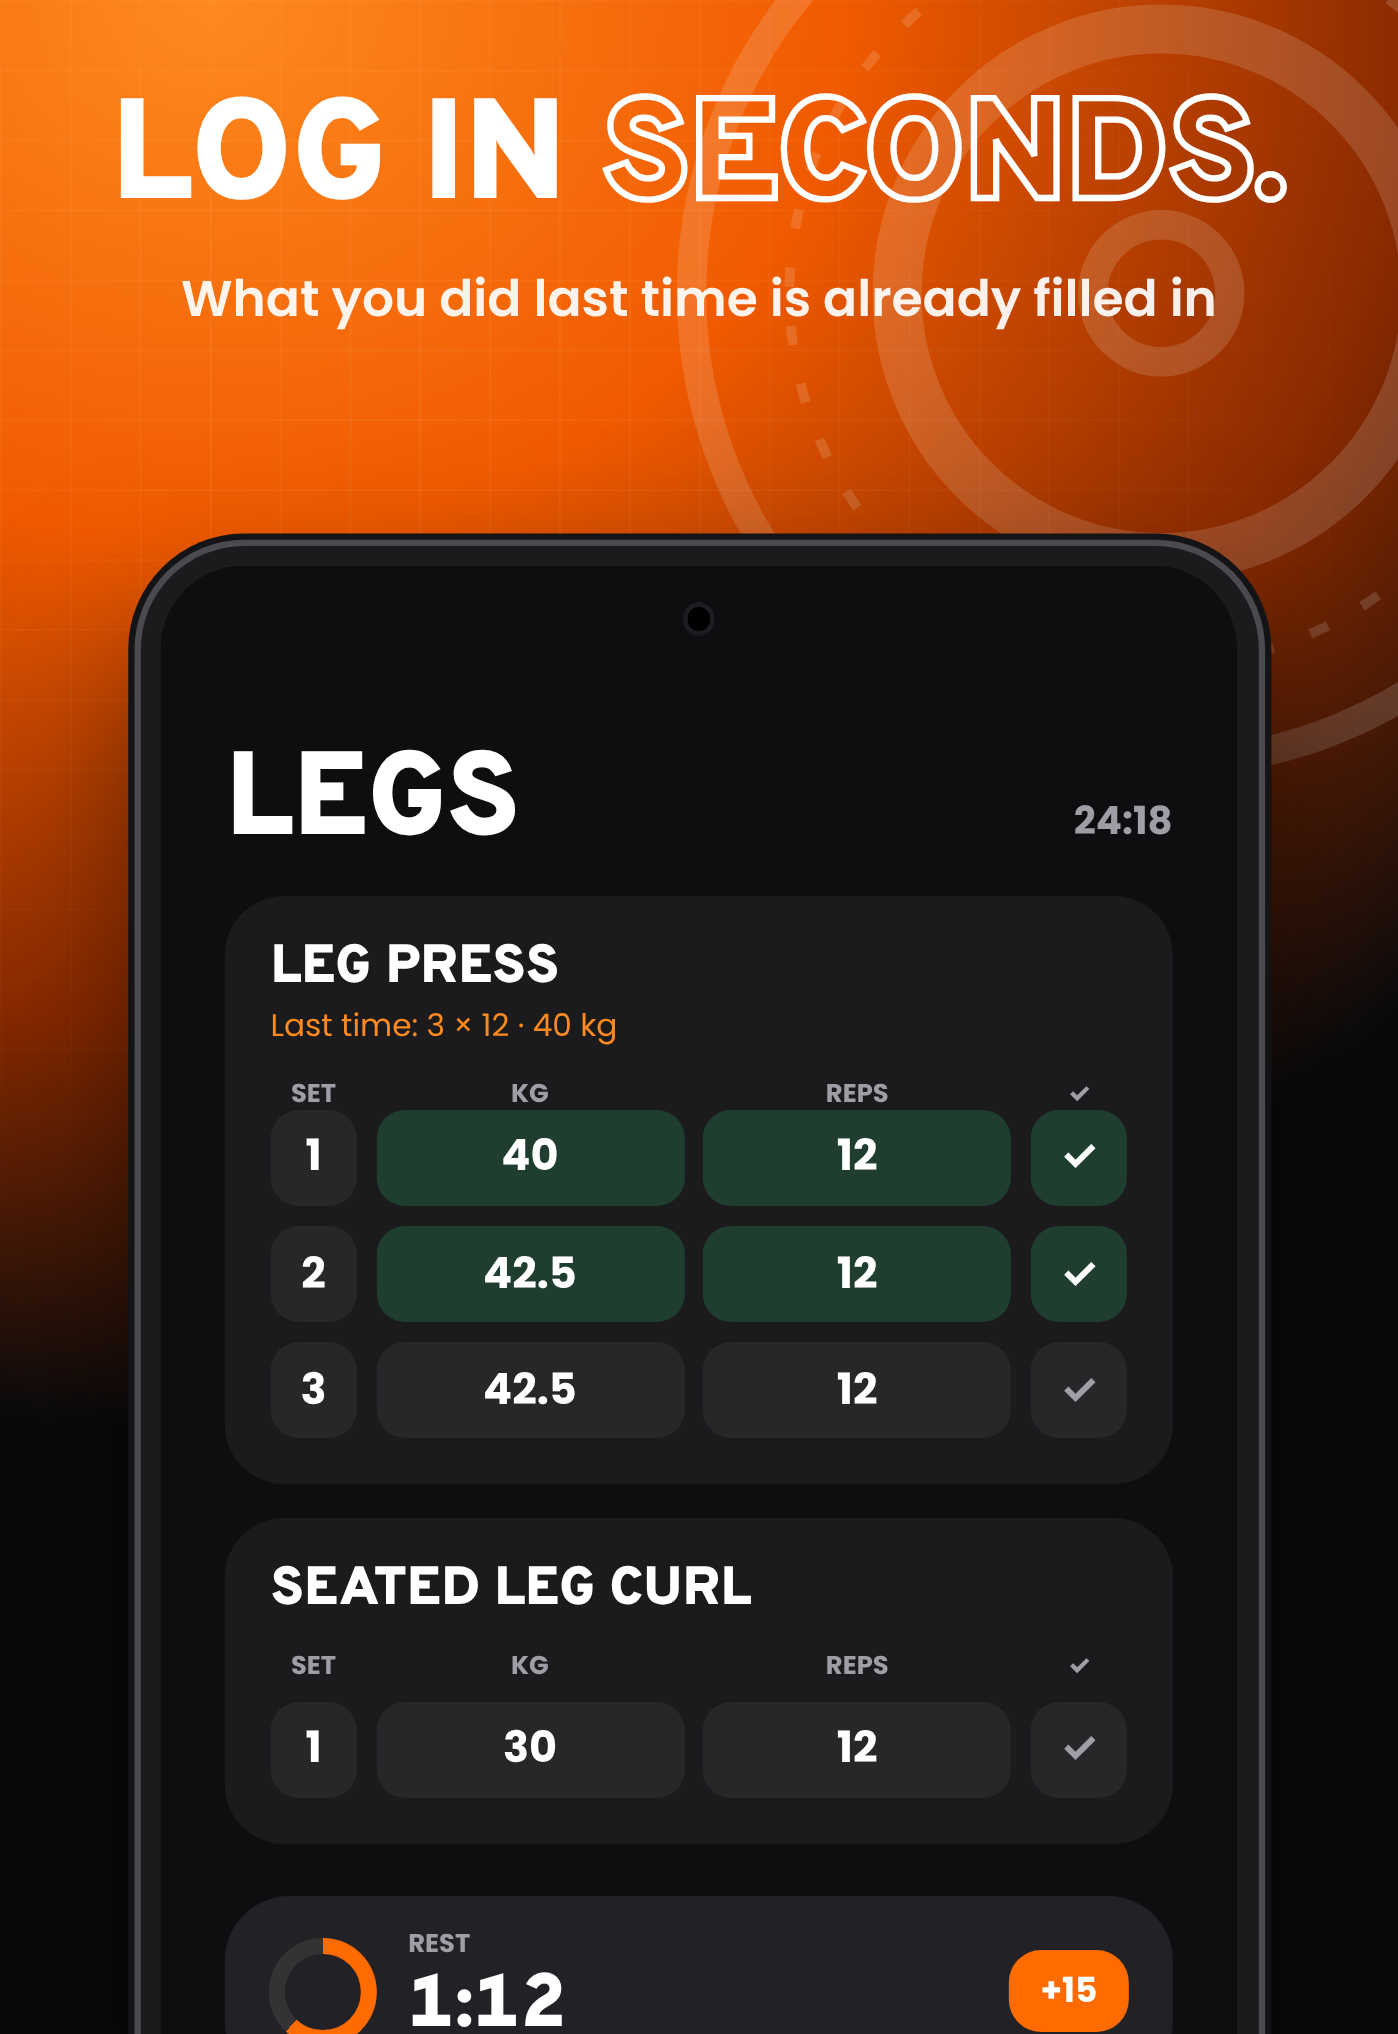 LOG IN SECONDS.
What you did last time is already filled in
LEGS
24:18
LEG PRESS
Last time: 3 × 12 · 40 kg
SET KG REPS ✓
1 40 12 ✓
2 42.5 12 ✓
3 42.5 12 ✓
SEATED LEG CURL
SET KG REPS ✓
1 30 12 ✓
REST
1:12
+15